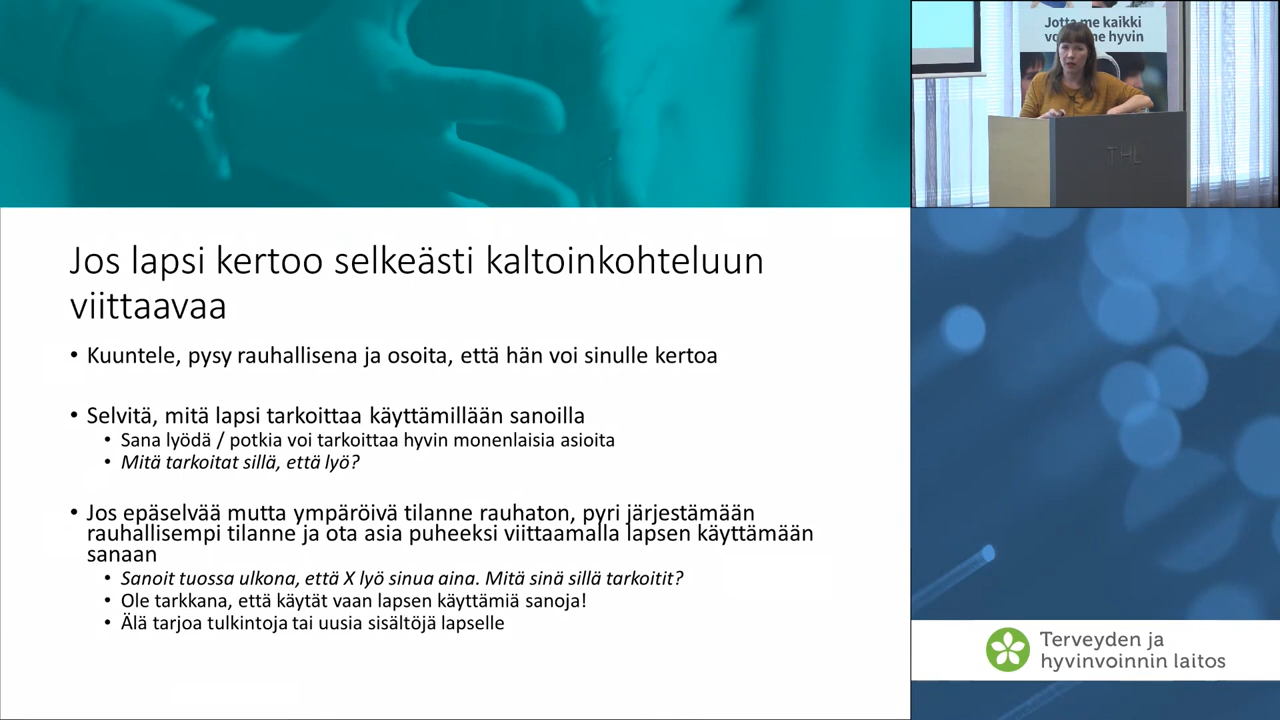 Jos lapsi kertoo selkeästi kaltoinkohteluun
viittaavaa
• Kuuntele, pysy rauhallisena ja osoita, että hän voi sinulle kertoa
• Selvitä, mitä lapsi tarkoittaa käyttämillään sanoilla
• Sana lyödä / potkia voi tarkoittaa hyvin monenlaisia asioita
• Mitä tarkoitat sillä, että lyö?
• Jos epäselvää mutta ympäröivä tilanne rauhaton, pyri järjestämään
rauhallisempi tilanne ja ota asia puheeksi viittaamalla lapsen käyttämään
sanaan
• Sanoit tuossa ulkona, että X lyö sinua aina. Mitä sinä sillä tarkoitit?
• Ole tarkkana, että käytät vaan lapsen käyttämiä sanoja!
• Älä tarjoa tulkintoja tai uusia sisältöjä lapselle
Jotta me kaikki
hyvin
THL
Terveyden ja
hyvinvoinnin laitos